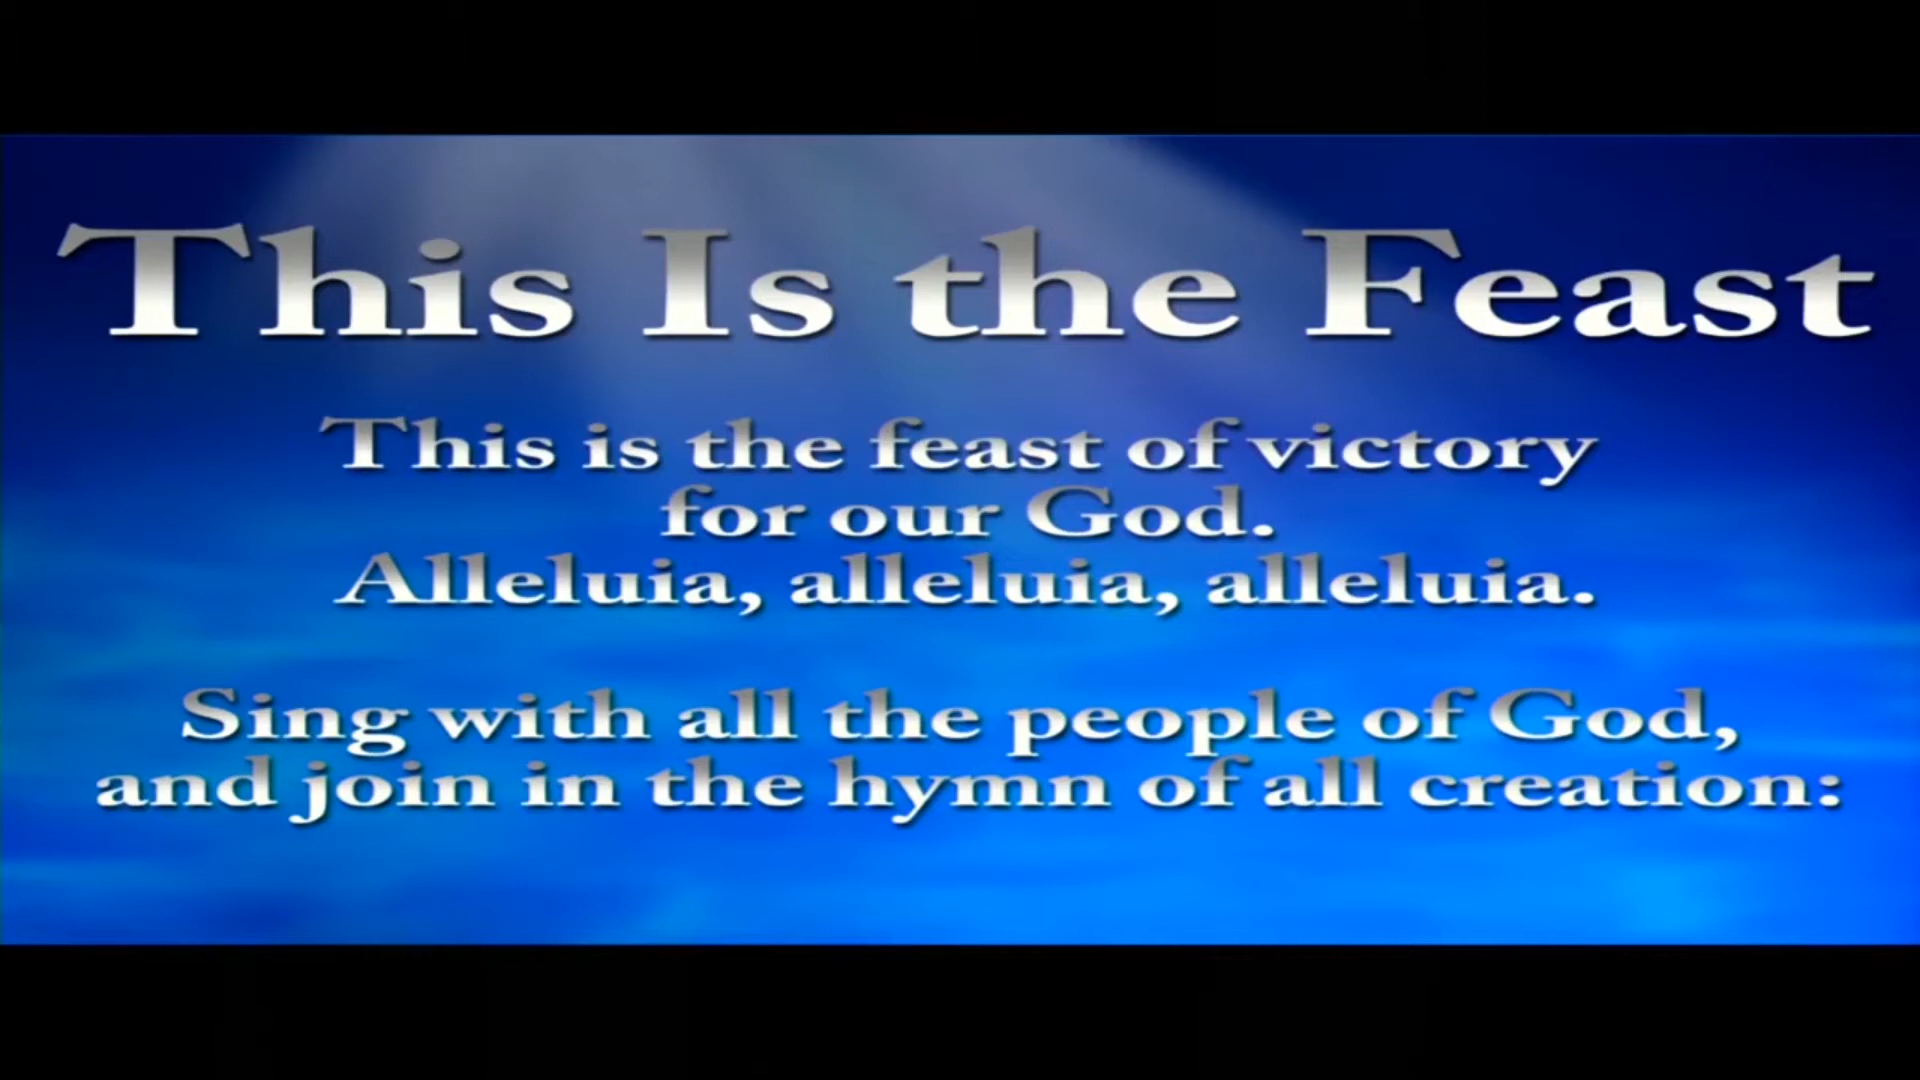 This Is the Feast
This is the feast of victory
for our God.
Alleluia, alleluia, alleluia.
Sing with all the people of God,
and join in the hymn of all creation: